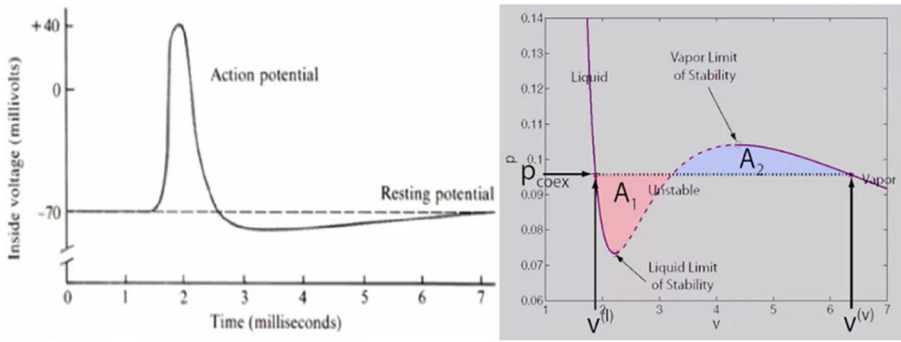 +40
0
-70
Inside voltage (millivolts)
Action potential
Resting potential
0 1 2 3 4 5 6 7
Time (milliseconds)
0.14
0.13
0.12
0.11
0.1
0.09
0.08
0.07
0.06
p
Liquid
Vapor Limit
of Stability
A2
Pcoex
A1
Unstable
Vapor
Liquid Limit
of Stability
1 2 3 4 5 6 7
v
v(l)
v(v)